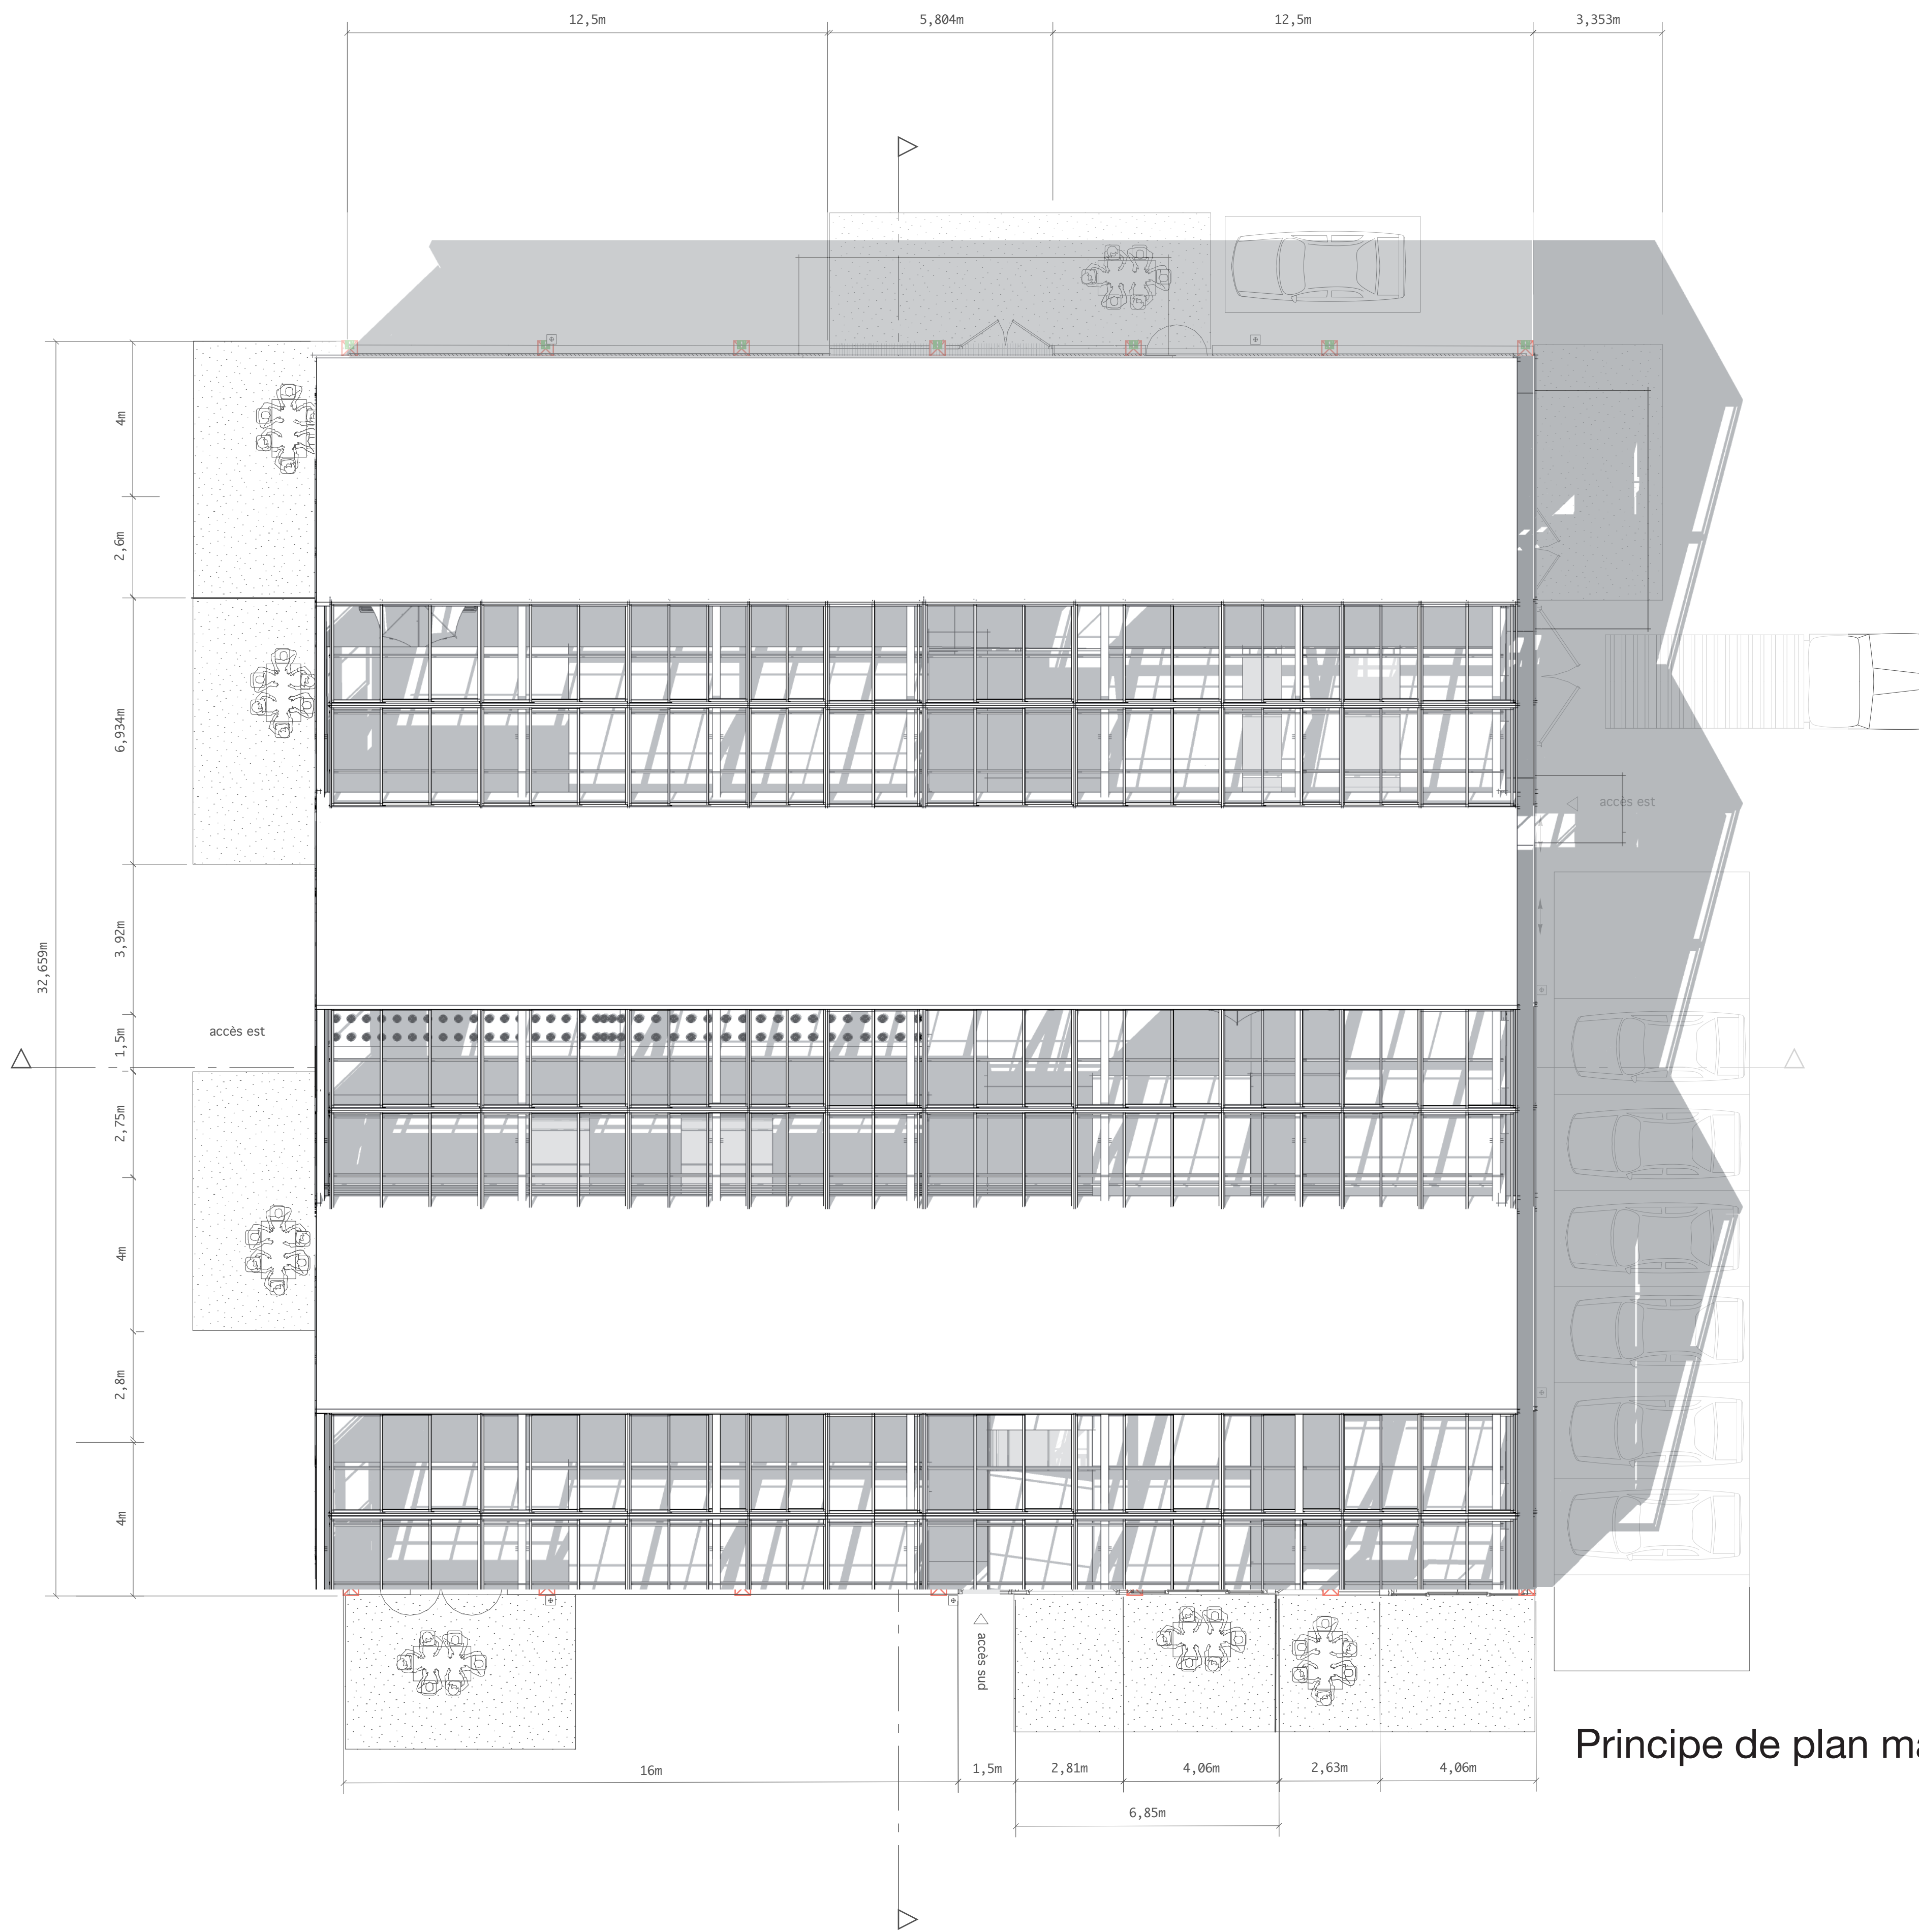 12,5m
5,804m
12,5m
3,353m
4m
2,6m
6,934m
accès est
3,92m
32,659m
accès est
1,5m
2,75m
4m
2,8m
4m
accès sud
Principe de plan ma
16m
1,5m
2,81m
4,06m
2,63m
4,06m
6,85m